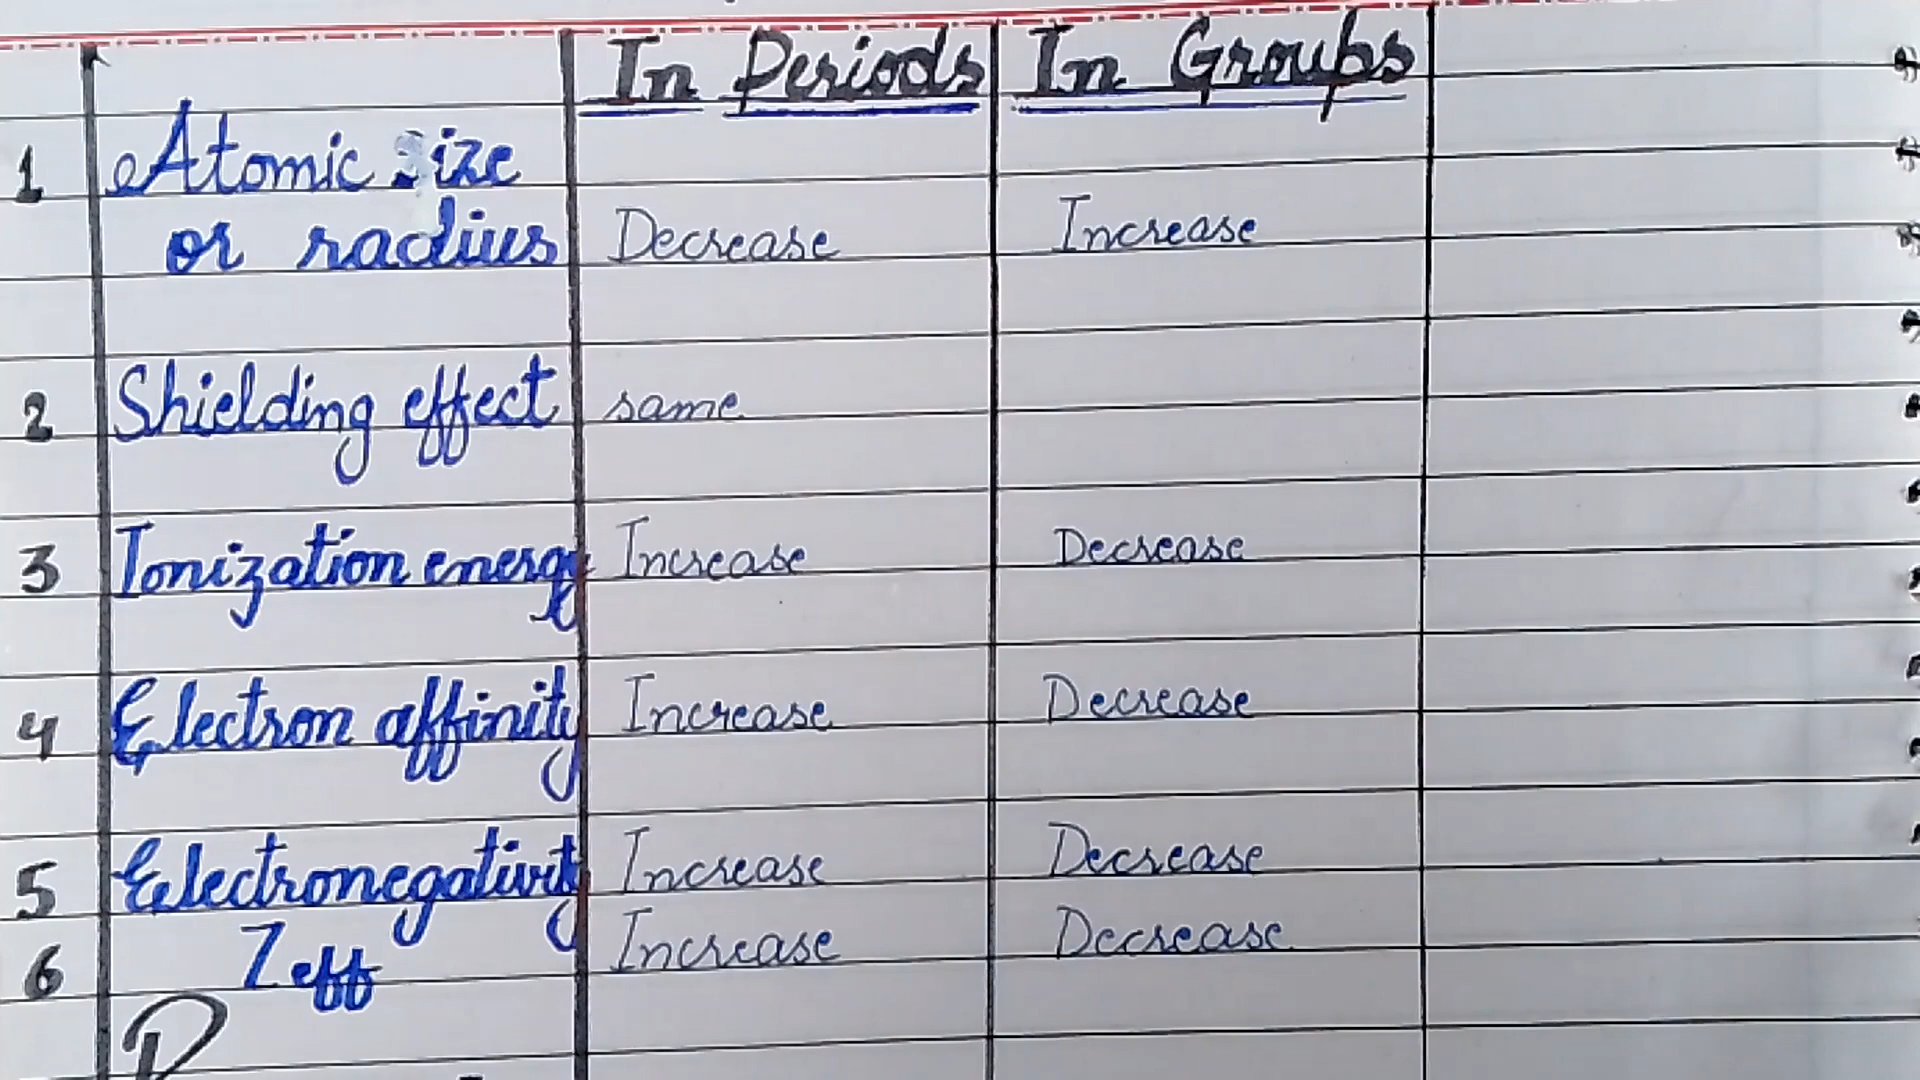 In Periods In Groups
1 Atomic size
or radius Decrease Increase
2 Shielding effect same
3 Ionization energy Increase Decrease
4 Electron affinity Increase Decrease
5 Electronegativity Increase Decrease
6 Zeff Increase Decrease